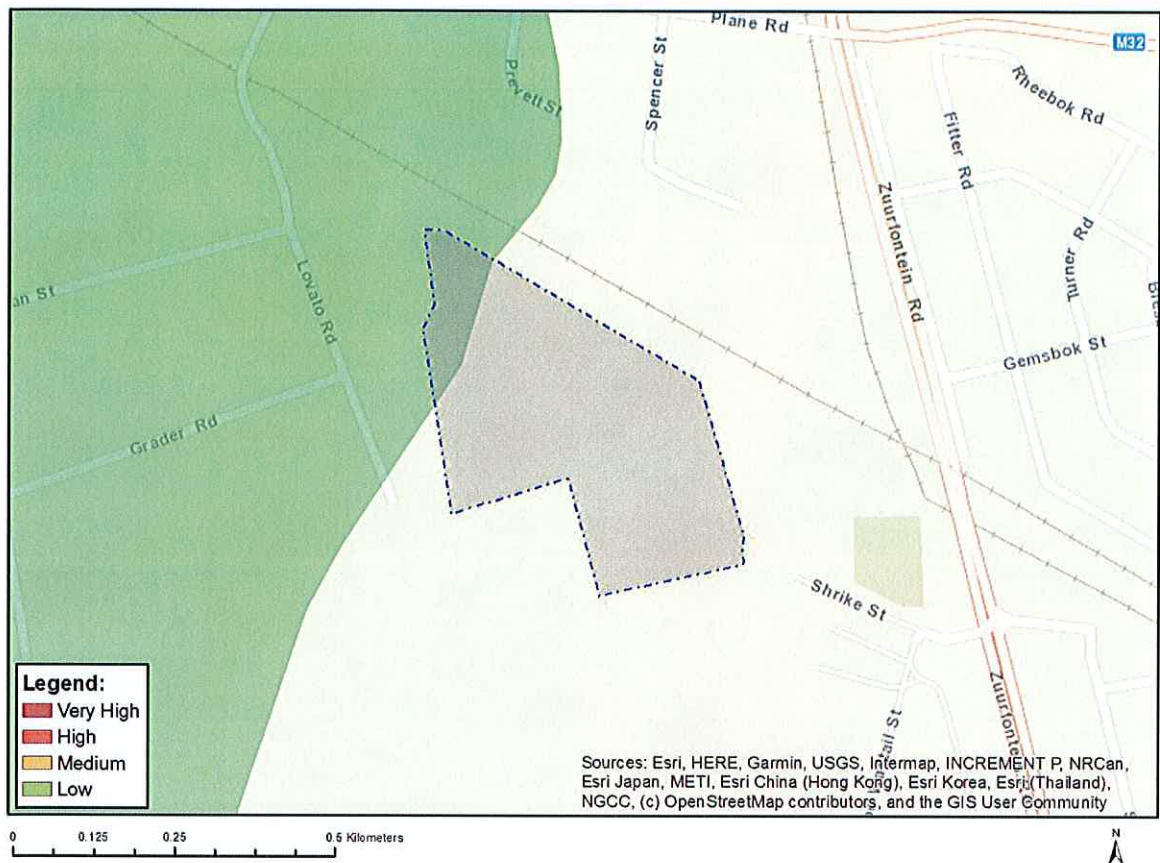 Plane Rd
M32
Spencer St
Prevett St
Rheebok Rd
Fitter Rd
Zuurfontein Rd
Turner Rd
an St
Lovato Rd
Gemsbok St
Grader Rd
Shrike St
Legend:
Very High
High
Medium
Low
Sources: Esri, HERE, Garmin, USGS, Intermap, INCREMENT P, NRCan,
Esri Japan, METI, Esri China (Hong Kong), Esri Korea, Esri (Thailand),
NGCC, (c) OpenStreetMap contributors, and the GIS User Community
0 0.125 0.25 0.5 Kilometers
N